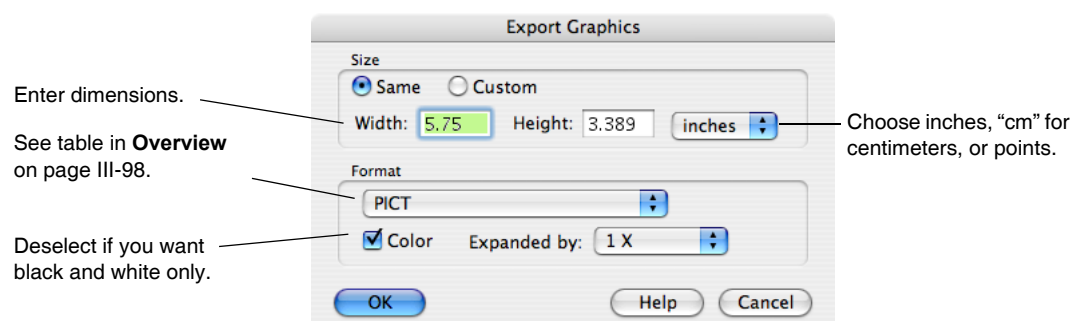 Export Graphics
Size
Same Custom
Width: 5.75 Height: 3.389 inches
Format
PICT
Color Expanded by: 1 X
OK Help Cancel
Enter dimensions.
See table in Overview
on page III-98.
Deselect if you want
black and white only.
Choose inches, “cm” for
centimeters, or points.